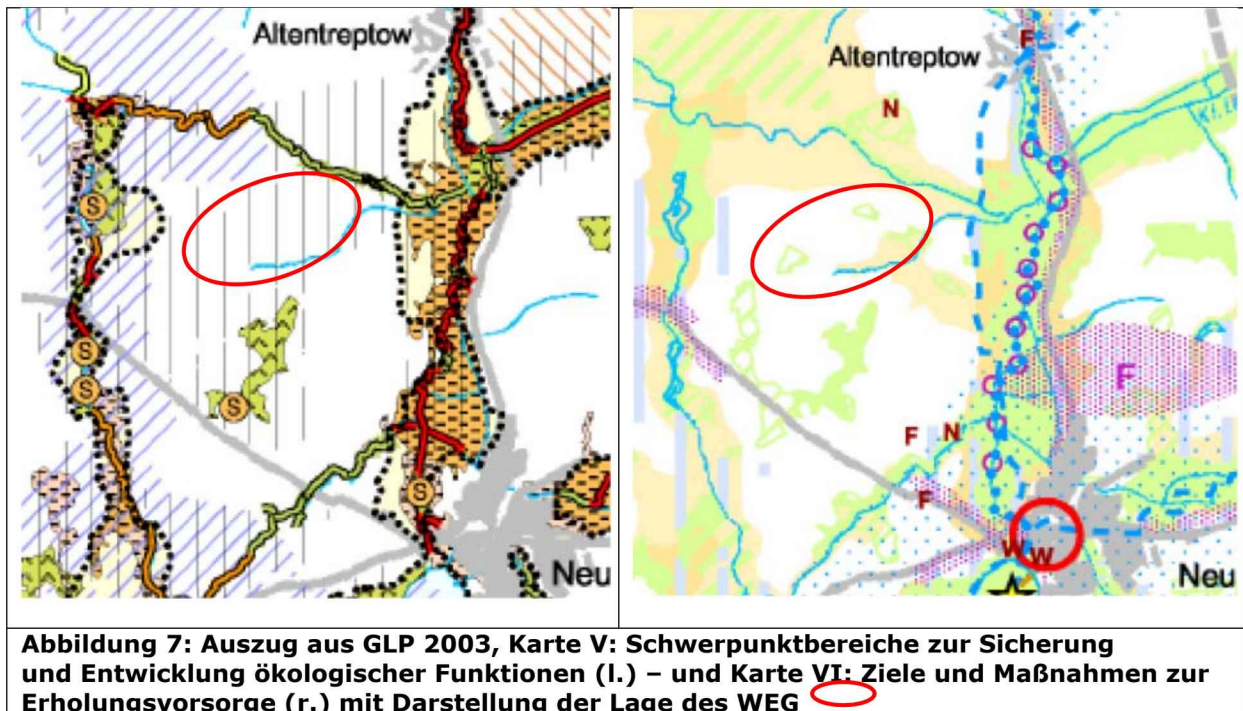 Altentreptow
S
S
S
S
S
Neu
Altentreptow
F
N
F
F
N
F
W
W
Neu
Abbildung 7: Auszug aus GLP 2003, Karte V: Schwerpunktbereiche zur Sicherung
und Entwicklung ökologischer Funktionen (l.) – und Karte VI: Ziele und Maßnahmen zur
Erholungsvorsorge (r.) mit Darstellung der Lage des WEG